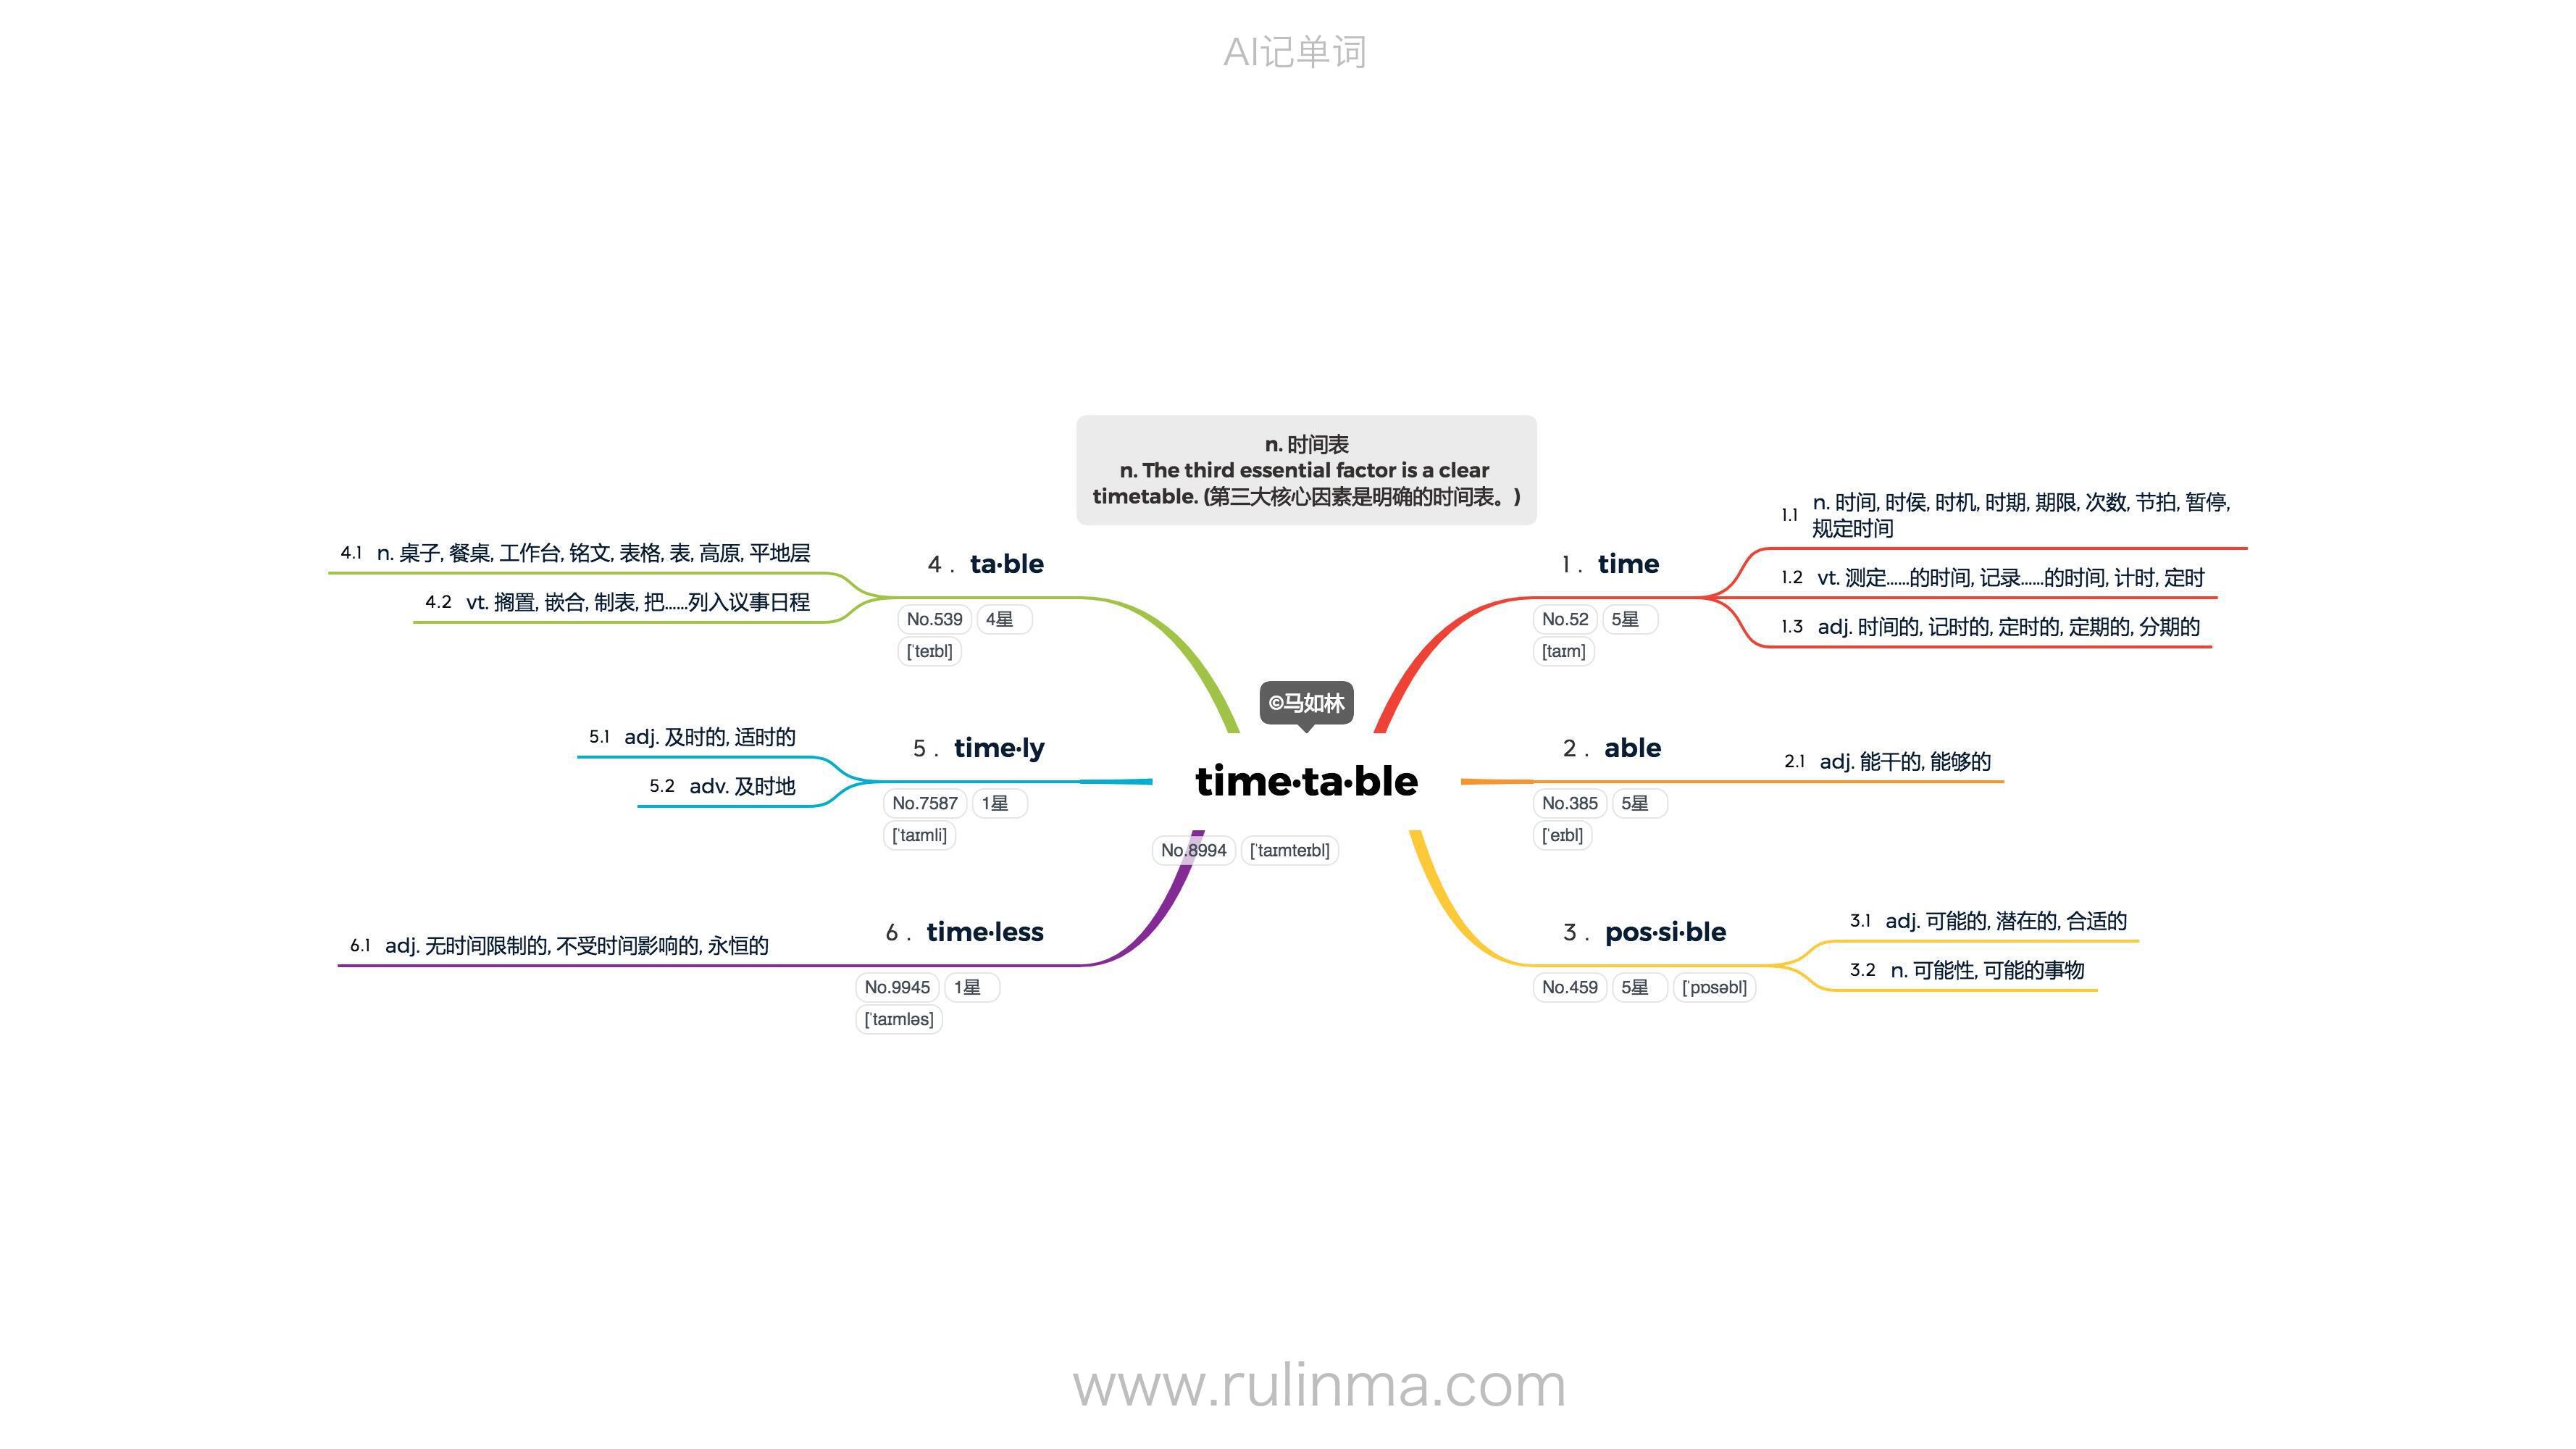 AI记单词
n. 时间表
n. The third essential factor is a clear
timetable. (第三大核心因素是明确的时间表。)
©马如林
time·ta·ble
No.8994 [ˈtaɪmteɪbl]
1 . time
No.52 5星
[taɪm]
1.1 n. 时间, 时侯, 时机, 时期, 期限, 次数, 节拍, 暂停,
规定时间
1.2 vt. 测定……的时间, 记录……的时间, 计时, 定时
1.3 adj. 时间的, 记时的, 定时的, 定期的, 分期的
2 . able
No.385 5星
[ˈeɪbl]
2.1 adj. 能干的, 能够的
3 . pos·si·ble
No.459 5星 [ˈpɒsəbl]
3.1 adj. 可能的, 潜在的, 合适的
3.2 n. 可能性, 可能的事物
4 . ta·ble
No.539 4星
[ˈteɪbl]
4.1 n. 桌子, 餐桌, 工作台, 铭文, 表格, 表, 高原, 平地层
4.2 vt. 搁置, 嵌合, 制表, 把……列入议事日程
5 . time·ly
No.7587 1星
[ˈtaɪmli]
5.1 adj. 及时的, 适时的
5.2 adv. 及时地
6 . time·less
No.9945 1星
[ˈtaɪmləs]
6.1 adj. 无时间限制的, 不受时间影响的, 永恒的
www.rulinma.com